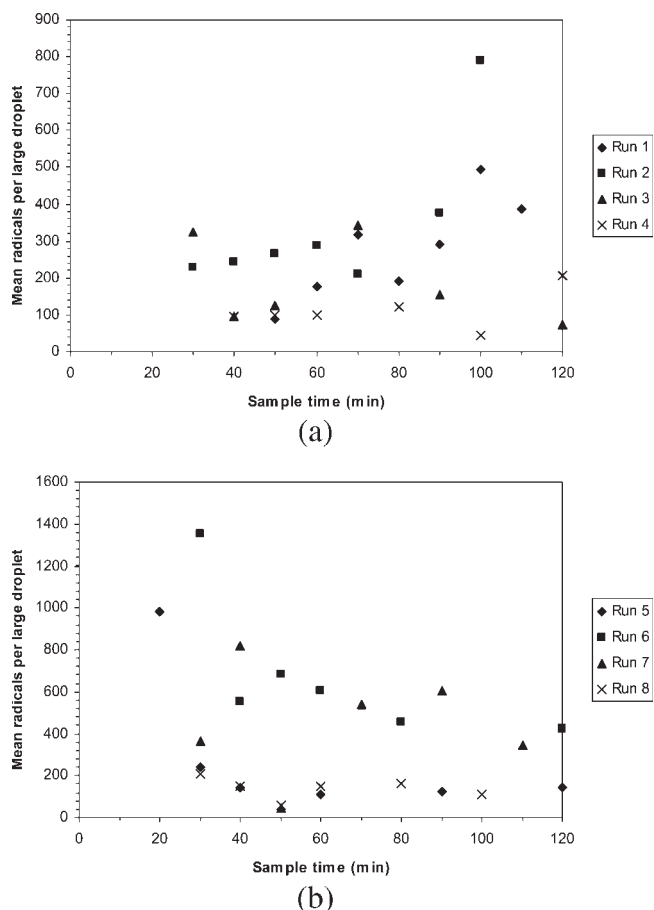 900
800
700
600
500
400
300
200
100
0
Mean radicals per large droplet
0 20 40 60 80 100 120
Sample time (min)
Run 1
Run 2
Run 3
Run 4
(a)
1600
1400
1200
1000
800
600
400
200
0
Mean radicals per large droplet
0 20 40 60 80 100 120
Sample time (min)
Run 5
Run 6
Run 7
Run 8
(b)